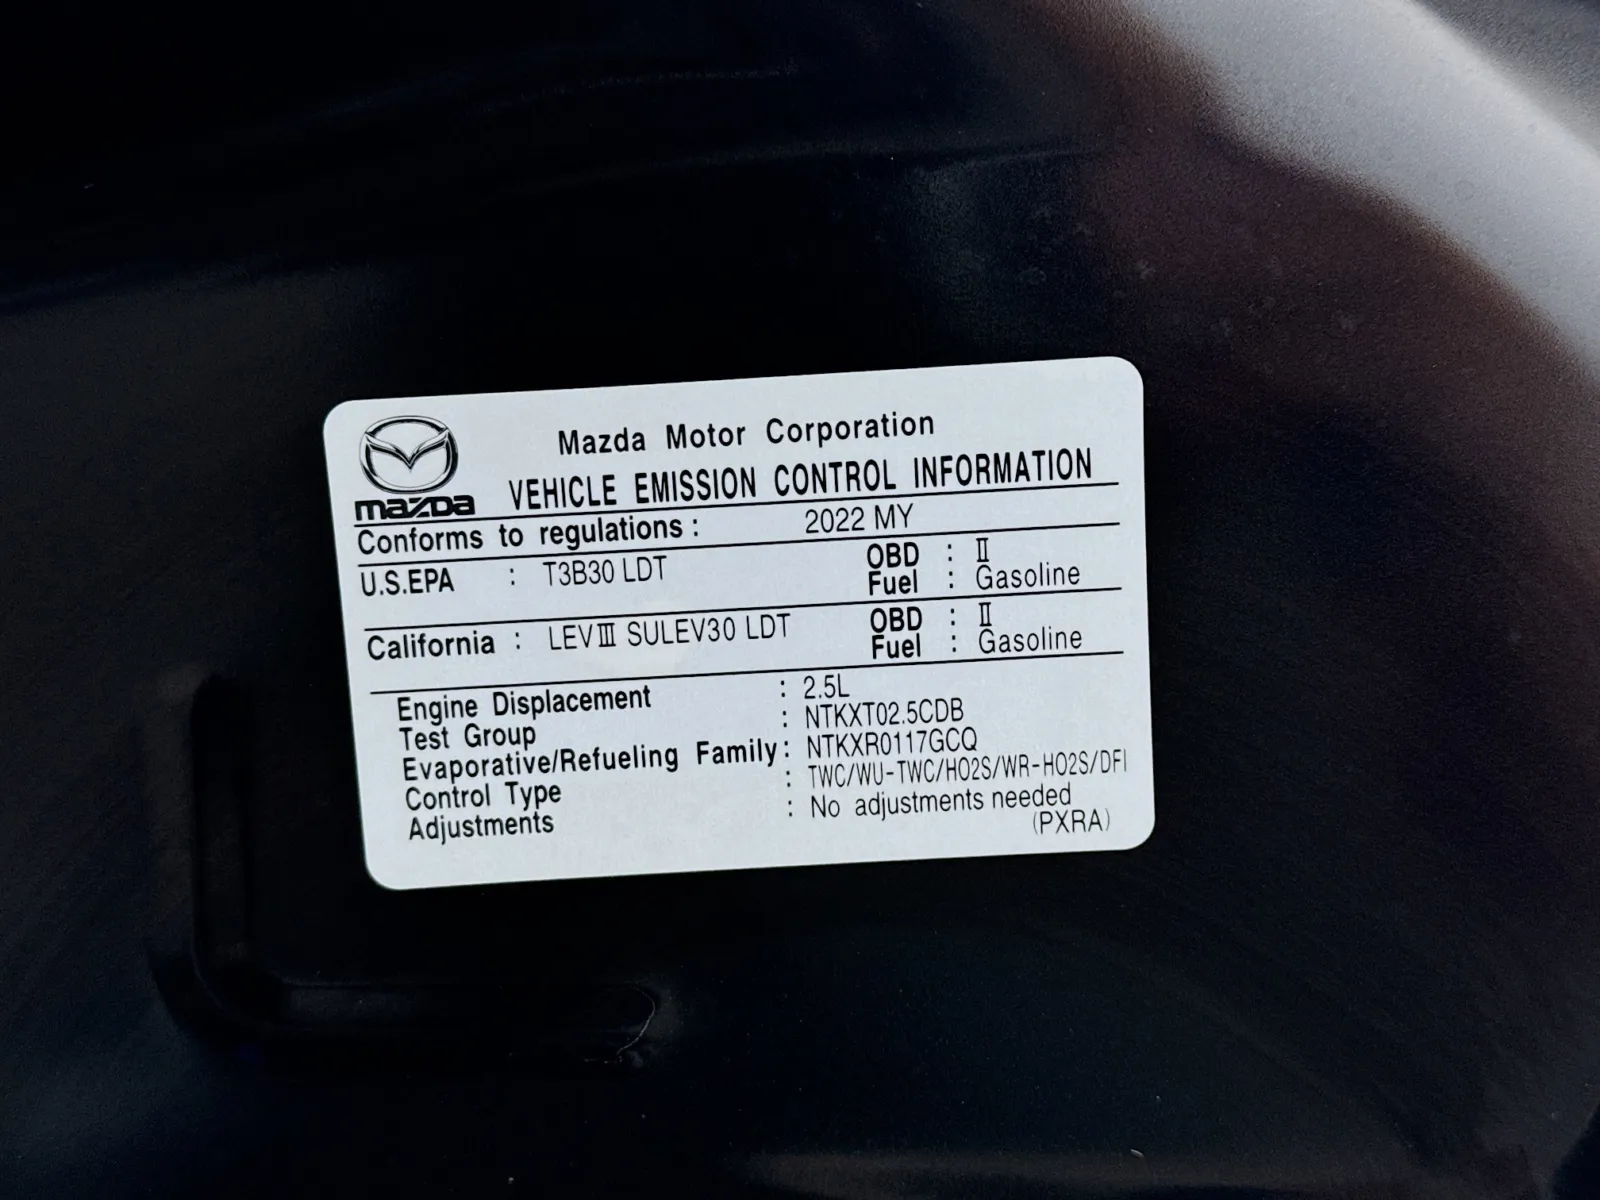 mazda
Mazda Motor Corporation
VEHICLE EMISSION CONTROL INFORMATION
Conforms to regulations : 2022 MY
U.S.EPA : T3B30 LDT OBD : Ⅱ
Fuel : Gasoline
California : LEVⅢ SULEV30 LDT OBD : Ⅱ
Fuel : Gasoline
Engine Displacement : 2.5L
Test Group : NTKXT02.5CDB
Evaporative/Refueling Family : NTKXR0117GCQ
Control Type : TWC/WU-TWC/HO2S/WR-HO2S/DFI
Adjustments : No adjustments needed
(PXRA)